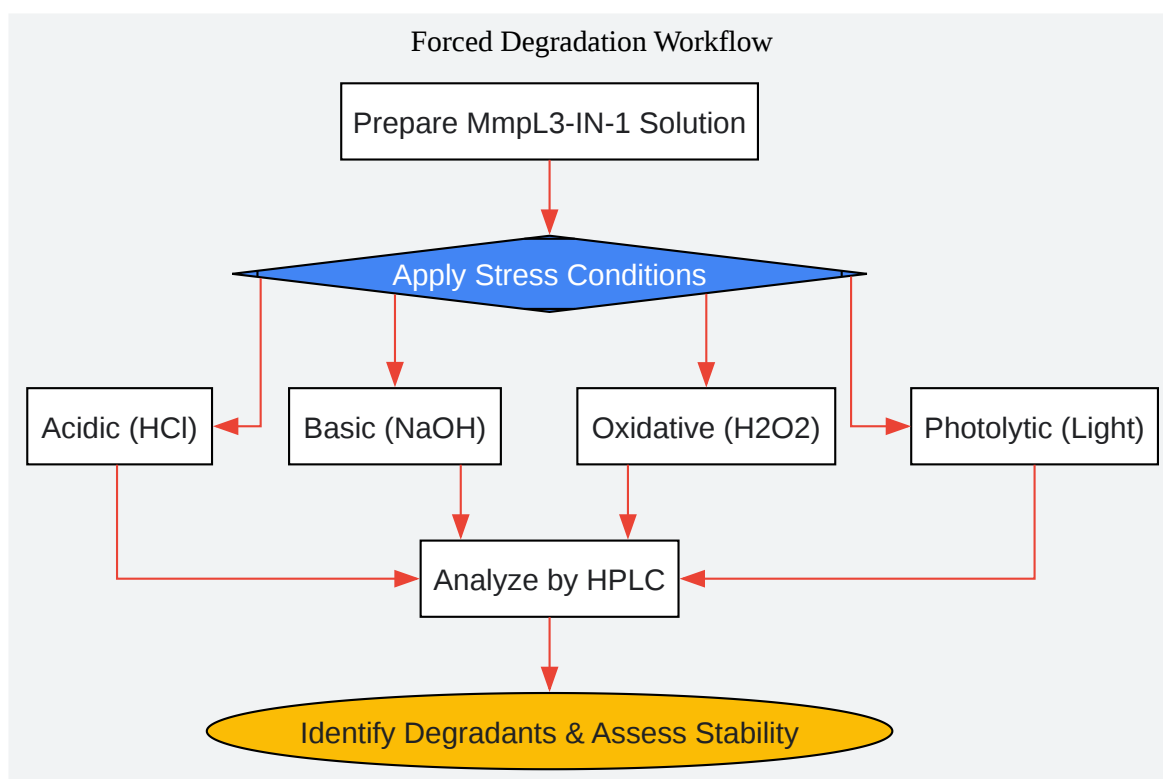 Forced Degradation Workflow
Prepare MmpL3-IN-1 Solution
Apply Stress Conditions
Acidic (HCl)
Basic (NaOH)
Oxidative (H2O2)
Photolytic (Light)
Analyze by HPLC
Identify Degradants & Assess Stability